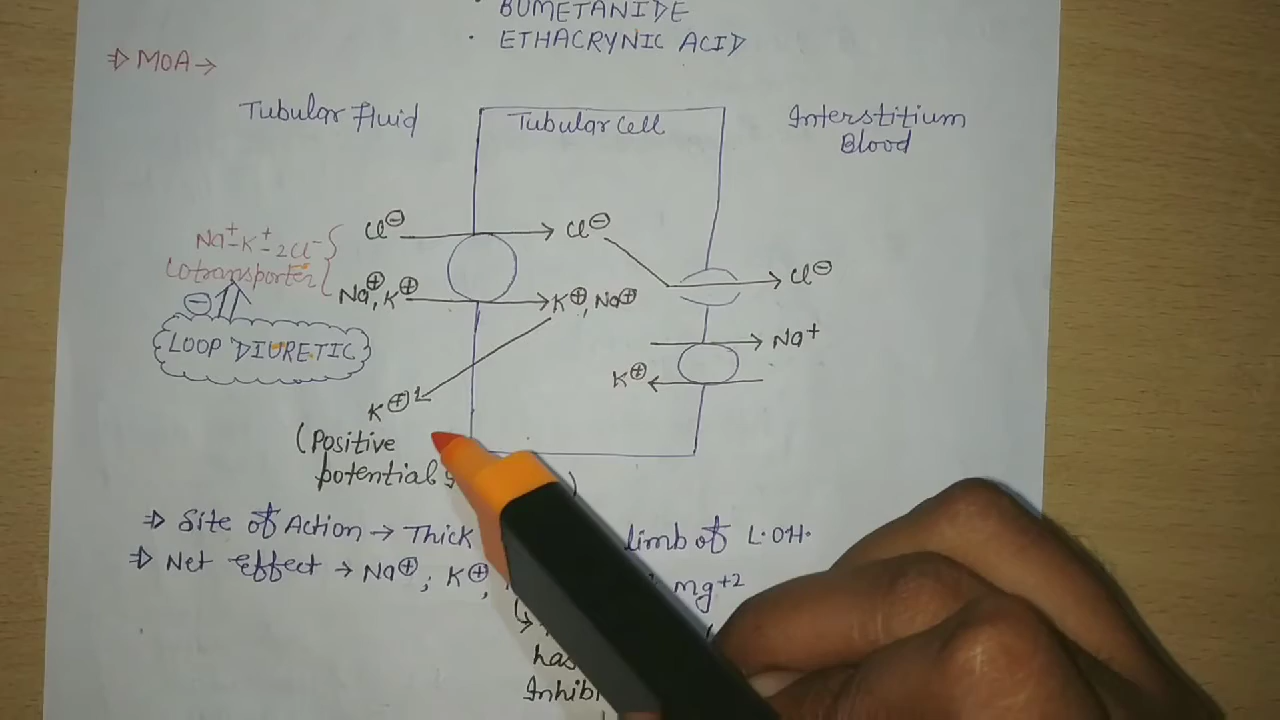 · BUMETANIDE
· ETHACRYNIC ACID
⇒ MOA →
Tubular Fluid
Tubular Cell
Interstitium
Blood
Cl⊖
Cl⊖
Cl⊖
Na⁺-K⁺-2Cl⁻
Cotransporter
Na⊕, K⊕
K⊕, Na⊕
⊖
LOOP DIURETIC
Na⁺
K⊕
K⊕
(Positive
potential
⇒ Site of Action → Thick limb of L·OH·
⇒ Net effect → Na⊕, K⊕, mg⁺²
has
Inhib